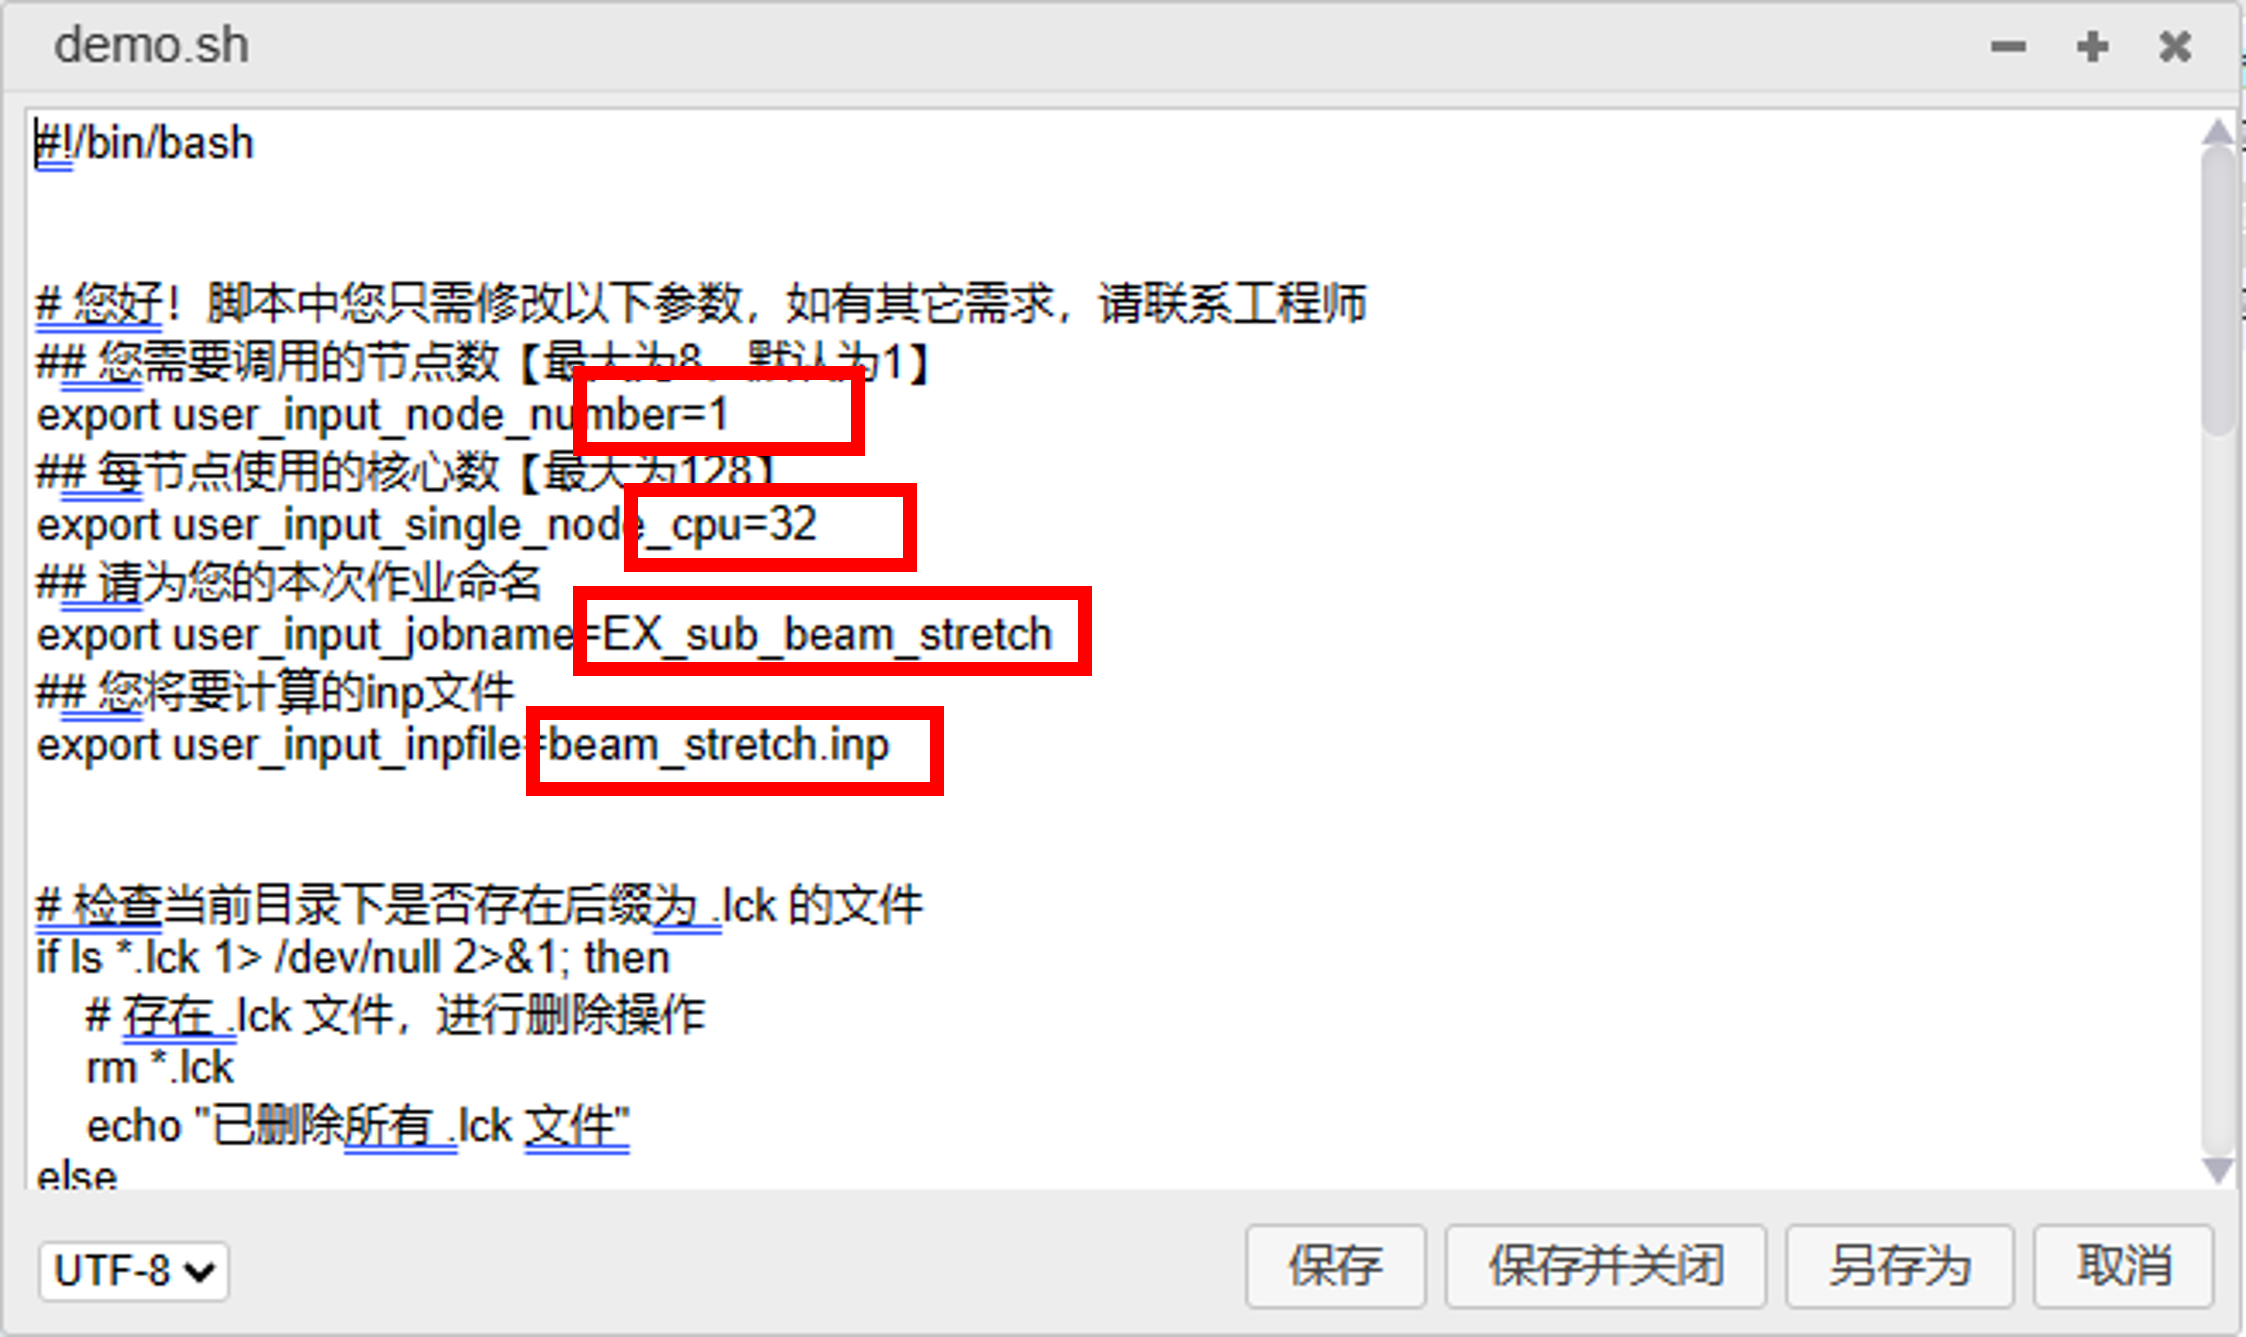 demo.sh
#!/bin/bash
# 您好！脚本中您只需修改以下参数，如有其它需求，请联系工程师
## 您需要调用的节点数【最大为8，默认为1】
export user_input_node_number=1
## 每节点使用的核心数【最大为128】
export user_input_single_node_cpu=32
## 请为您的本次作业命名
export user_input_jobname=EX_sub_beam_stretch
## 您将要计算的inp文件
export user_input_inpfile=beam_stretch.inp
# 检查当前目录下是否存在后缀为 .lck 的文件
if ls *.lck 1> /dev/null 2>&1; then
# 存在 .lck 文件，进行删除操作
rm *.lck
echo "已删除所有 .lck 文件"
else
UTF-8 保存 保存并关闭 另存为 取消